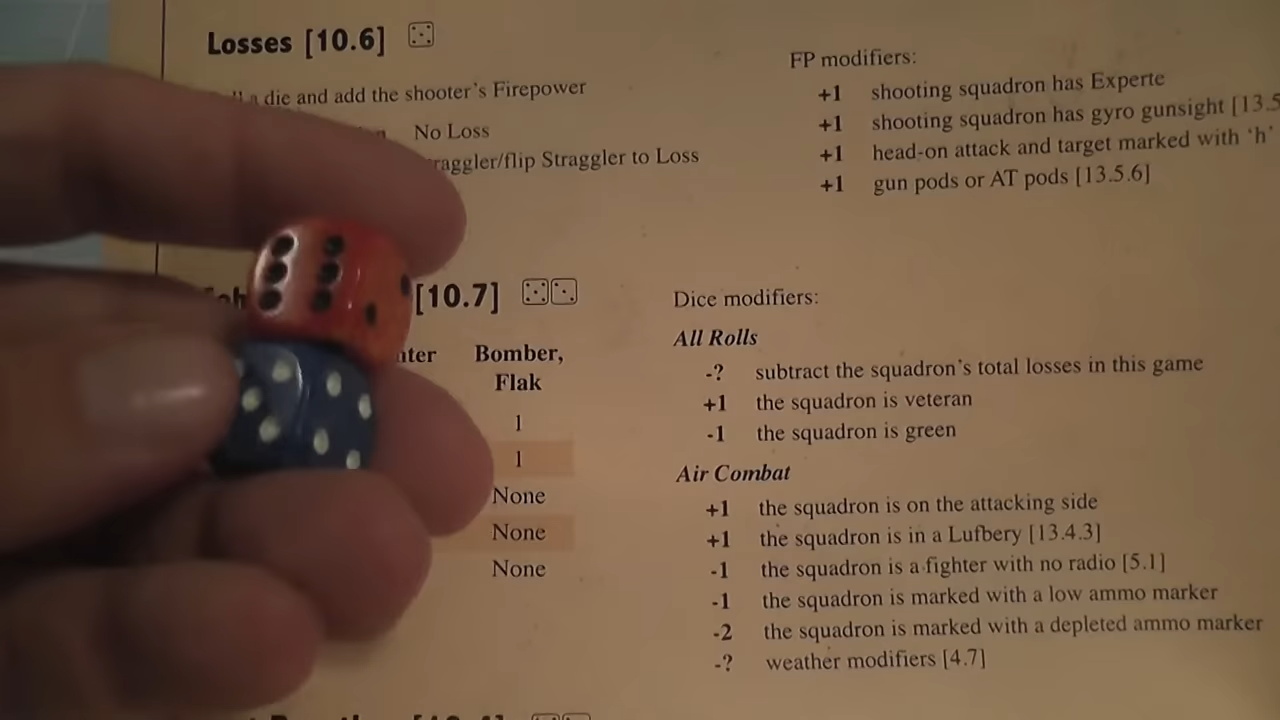 Losses [10.6]
a die and add the shooter's Firepower
No Loss
/flip Straggler to Loss
FP modifiers:
+1 shooting squadron has Experte
+1 shooting squadron has gyro gunsight [13.5
+1 head-on attack and target marked with 'h'
+1 gun pods or AT pods [13.5.6]
[10.7]
Bomber,
Flak
1
1
None
None
None
Dice modifiers:
All Rolls
-? subtract the squadron's total losses in this game
+1 the squadron is veteran
-1 the squadron is green
Air Combat
+1 the squadron is on the attacking side
+1 the squadron is in a Lufbery [13.4.3]
-1 the squadron is a fighter with no radio [5.1]
-1 the squadron is marked with a low ammo marker
-2 the squadron is marked with a depleted ammo marker
-? weather modifiers [4.7]